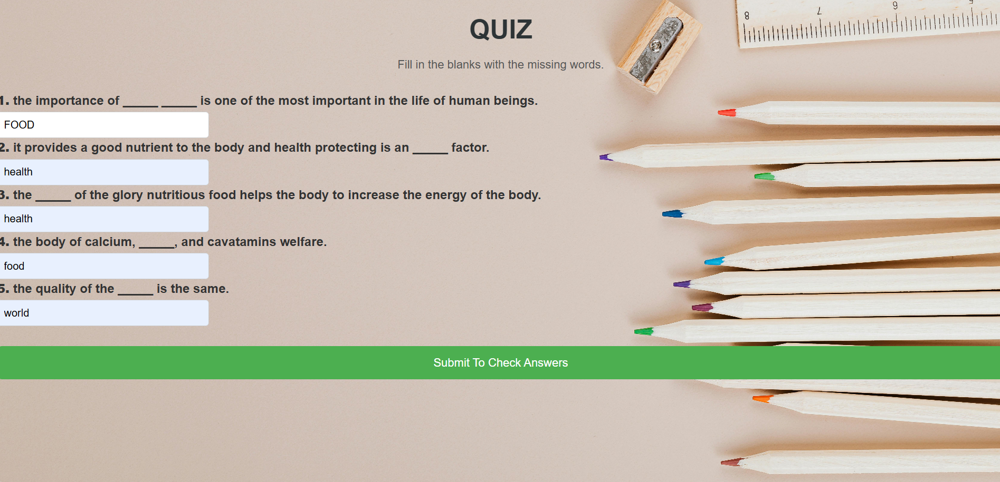 8 7 6
QUIZ
Fill in the blanks with the missing words.
1. the importance of _____ _____ is one of the most important in the life of human beings.
FOOD
2. it provides a good nutrient to the body and health protecting is an _____ factor.
health
3. the _____ of the glory nutritious food helps the body to increase the energy of the body.
health
4. the body of calcium, _____, and cavatamins welfare.
food
5. the quality of the _____ is the same.
world
Submit To Check Answers